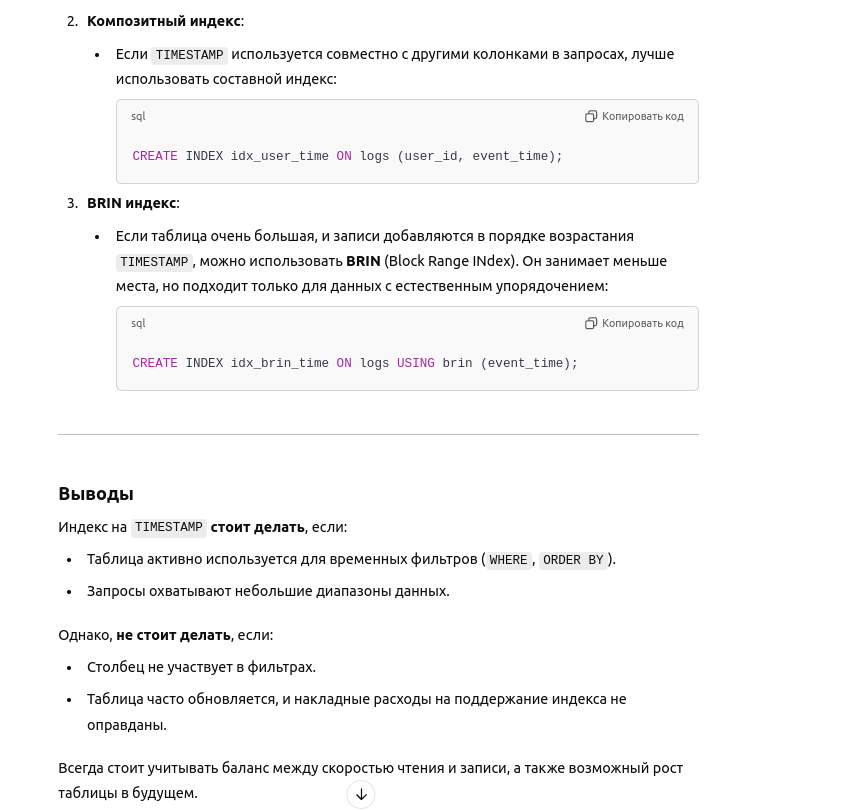 2. Композитный индекс:
• Если TIMESTAMP используется совместно с другими колонками в запросах, лучше
использовать составной индекс:
sql Копировать код
CREATE INDEX idx_user_time ON logs (user_id, event_time);
3. BRIN индекс:
• Если таблица очень большая, и записи добавляются в порядке возрастания
TIMESTAMP, можно использовать BRIN (Block Range INdex). Он занимает меньше
места, но подходит только для данных с естественным упорядочением:
sql Копировать код
CREATE INDEX idx_brin_time ON logs USING brin (event_time);
Выводы
Индекс на TIMESTAMP стоит делать, если:
• Таблица активно используется для временных фильтров (WHERE, ORDER BY).
• Запросы охватывают небольшие диапазоны данных.
Однако, не стоит делать, если:
• Столбец не участвует в фильтрах.
• Таблица часто обновляется, и накладные расходы на поддержание индекса не
оправданы.
Всегда стоит учитывать баланс между скоростью чтения и записи, а также возможный рост
таблицы в будущем.